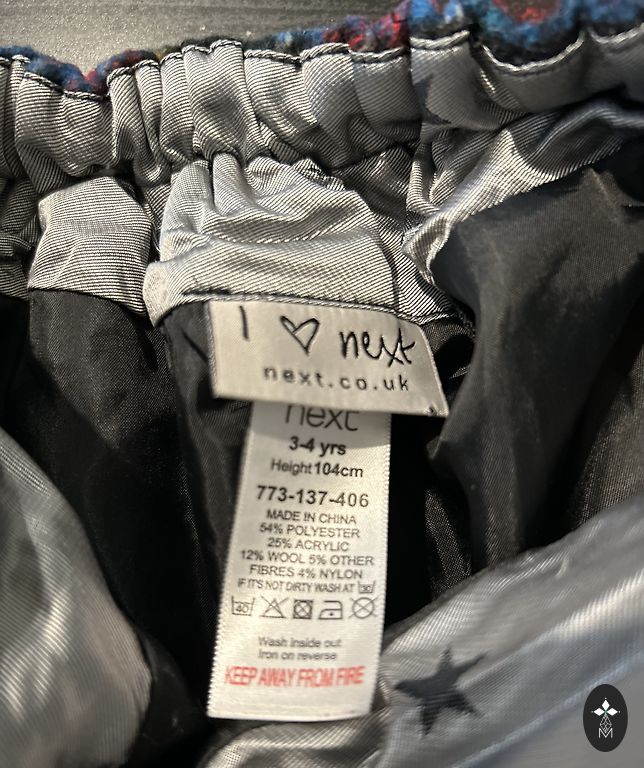 I ♡ next
next.co.uk
next
3-4 yrs
Height 104cm
773-137-406
MADE IN CHINA
54% POLYESTER
25% ACRYLIC
12% WOOL 5% OTHER
FIBRES 4% NYLON
IF IT'S NOT DIRTY WASH AT 30
40
Wash inside out
Iron on reverse
KEEP AWAY FROM FIRE
M